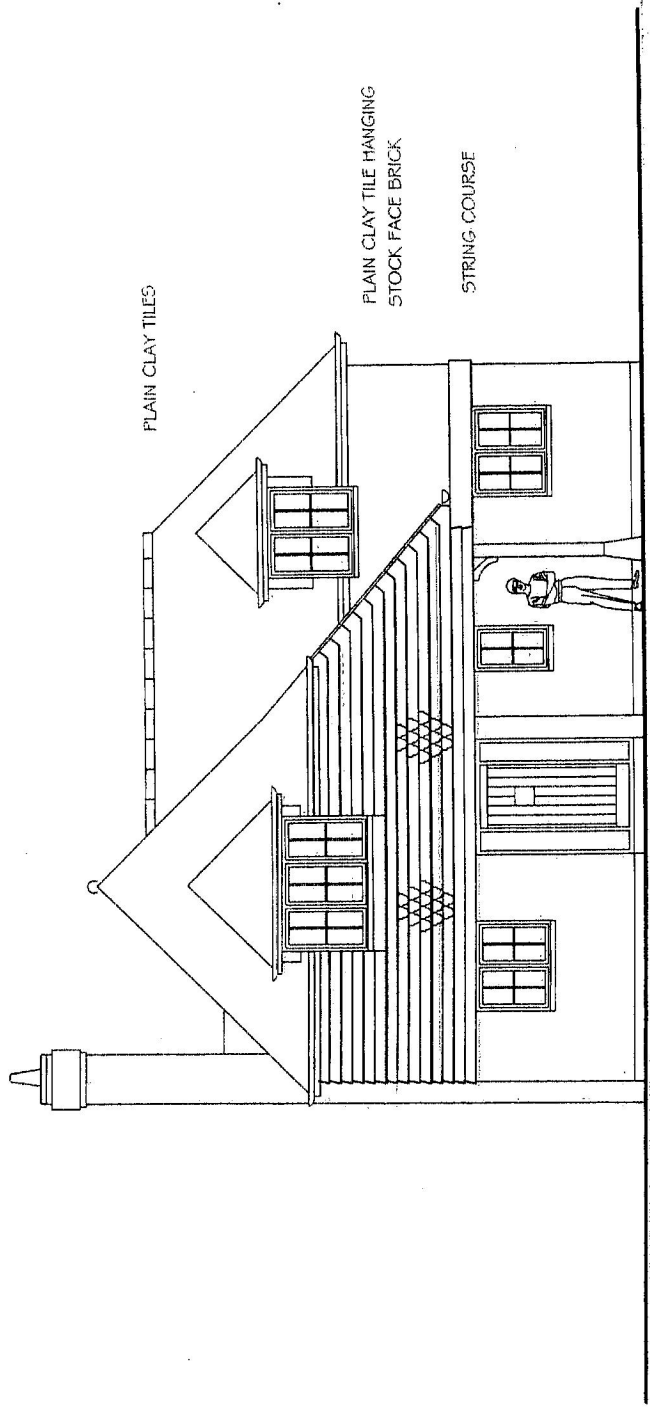 PLAIN CLAY TILES
PLAIN CLAY TILE HANGING
STOCK FACE BRICK
STRING COURSE